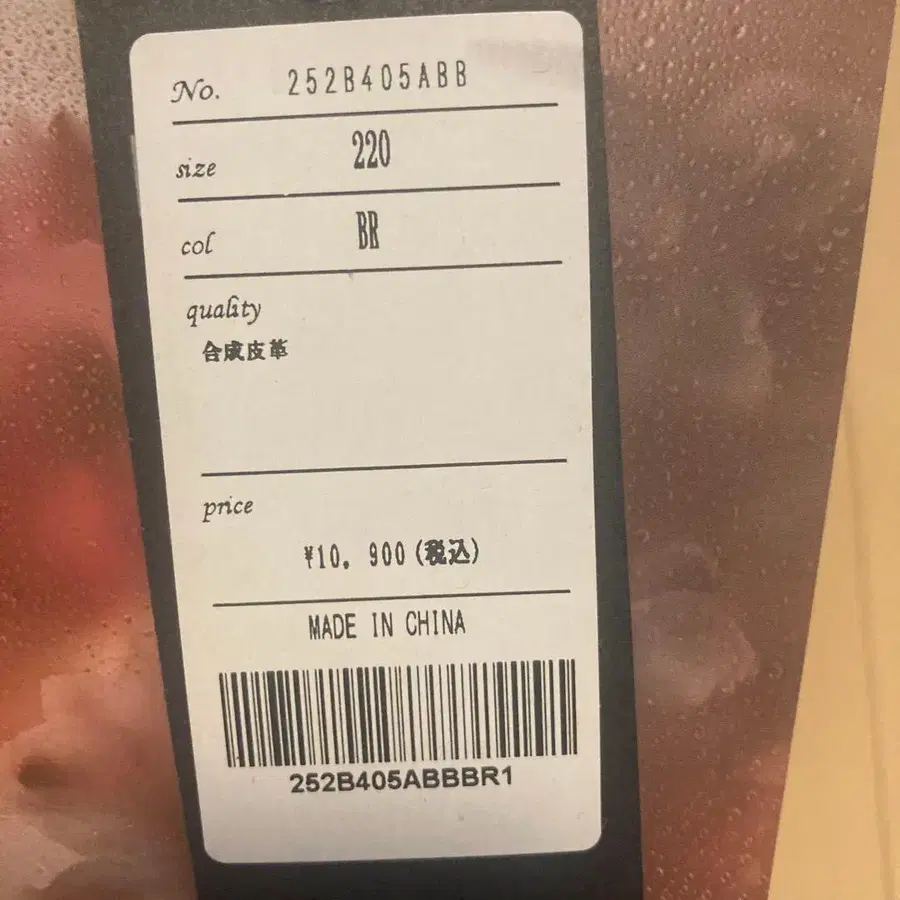 No. 252B405ABB
size 220
col BR
quality
合成皮革
price
¥10, 900(税込)
MADE IN CHINA
252B405ABBBR1